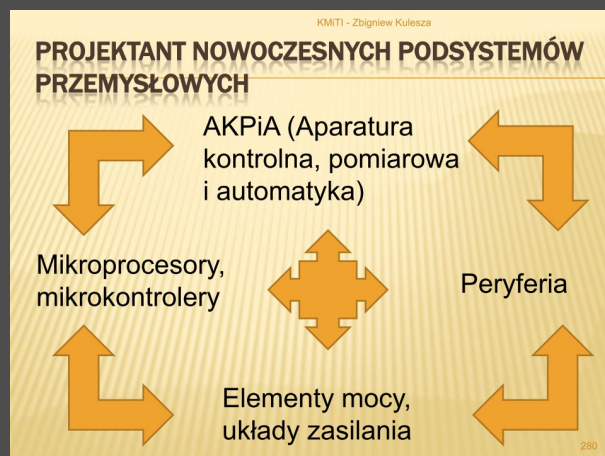 KMiTI - Zbigniew Kulesza
PROJEKTANT NOWOCZESNYCH PODSYSTEMÓW
PRZEMYSŁOWYCH
AKPiA (Aparatura
kontrolna, pomiarowa
i automatyka)
Mikroprocesory,
mikrokontrolery
Peryferia
Elementy mocy,
układy zasilania
280